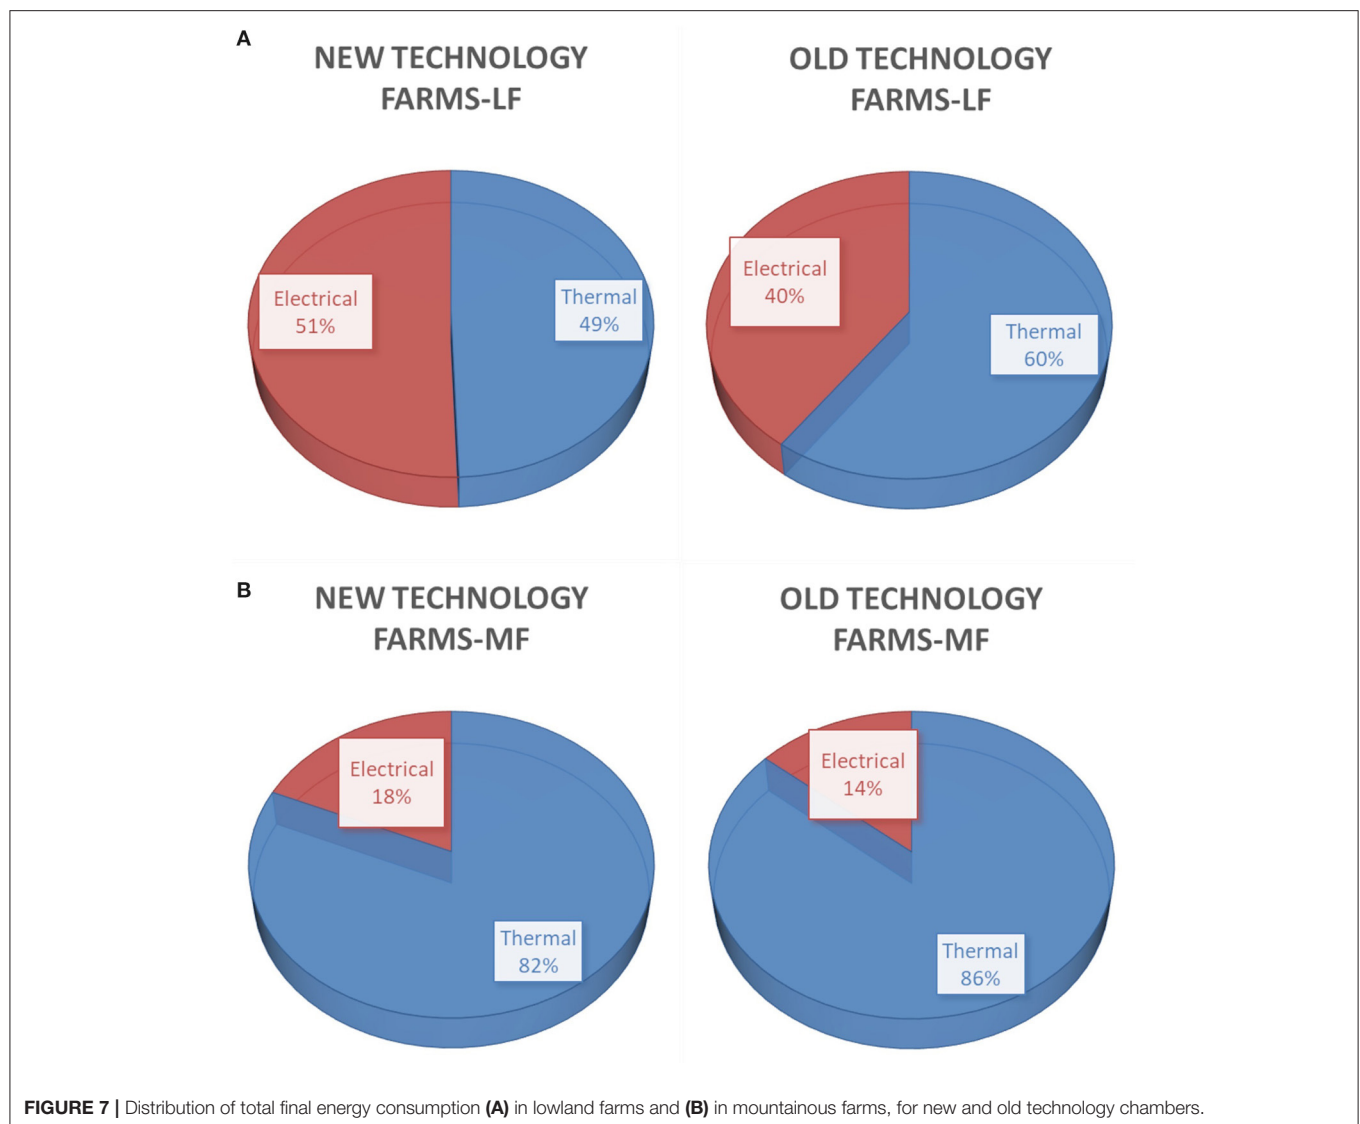 A
NEW TECHNOLOGY
FARMS-LF
Electrical
51%
Thermal
49%
OLD TECHNOLOGY
FARMS-LF
Electrical
40%
Thermal
60%
B
NEW TECHNOLOGY
FARMS-MF
Electrical
18%
Thermal
82%
OLD TECHNOLOGY
FARMS-MF
Electrical
14%
Thermal
86%
FIGURE 7 | Distribution of total final energy consumption (A) in lowland farms and (B) in mountainous farms, for new and old technology chambers.